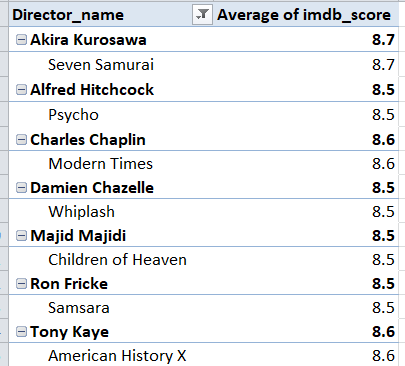 Director_name Average of imdb_score
Akira Kurosawa 8.7
Seven Samurai 8.7
Alfred Hitchcock 8.5
Psycho 8.5
Charles Chaplin 8.6
Modern Times 8.6
Damien Chazelle 8.5
Whiplash 8.5
Majid Majidi 8.5
Children of Heaven 8.5
Ron Fricke 8.5
Samsara 8.5
Tony Kaye 8.6
American History X 8.6